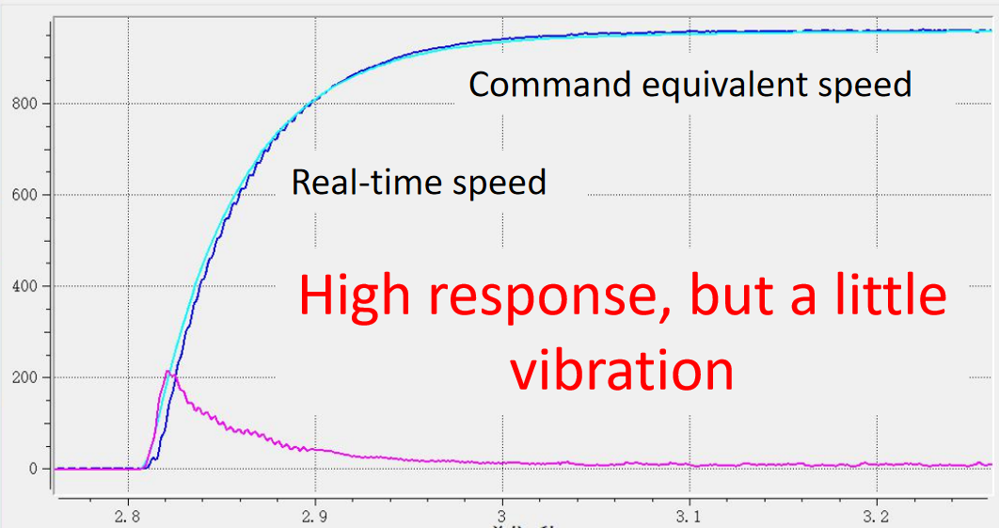 800
Command equivalent speed
600
Real-time speed
400
High response, but a little
vibration
200
0
2.8 2.9 3 3.1 3.2